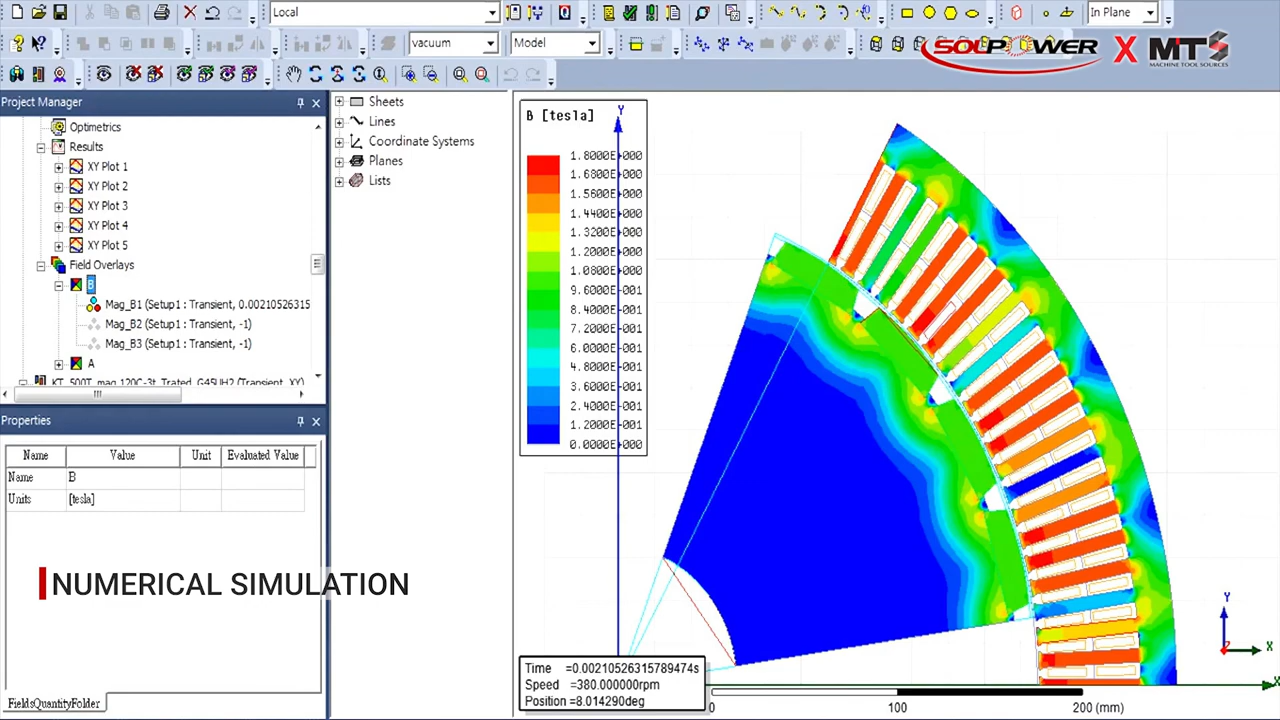 Local
In Plane
vacuum
Model
SOLPOWER X MTS
MACHINE TOOL SOURCES
Project Manager
Optimetrics
Results
XY Plot 1
XY Plot 2
XY Plot 3
XY Plot 4
XY Plot 5
Field Overlays
B
Mag_B1 (Setup1 : Transient, 0.00210526315
Mag_B2 (Setup1 : Transient, -1)
Mag_B3 (Setup1 : Transient, -1)
A
KT_500T_mag_120C-3t_Trated_G45UH2 (Transient, XY)
Sheets
Lines
Coordinate Systems
Planes
Lists
Properties
Name Value Unit Evaluated Value
Name B
Units [tesla]
FieldsQuantityFolder
NUMERICAL SIMULATION
B [tesla]
Y
1.8000E+000
1.6800E+000
1.5600E+000
1.4400E+000
1.3200E+000
1.2000E+000
1.0800E+000
9.6000E-001
8.4000E-001
7.2000E-001
6.0000E-001
4.8000E-001
3.6000E-001
2.4000E-001
1.2000E-001
0.0000E+000
Time =0.00210526315789474s
Speed =380.000000rpm
Position =8.014290deg
0 100 200 (mm)
Y
X
Z
X